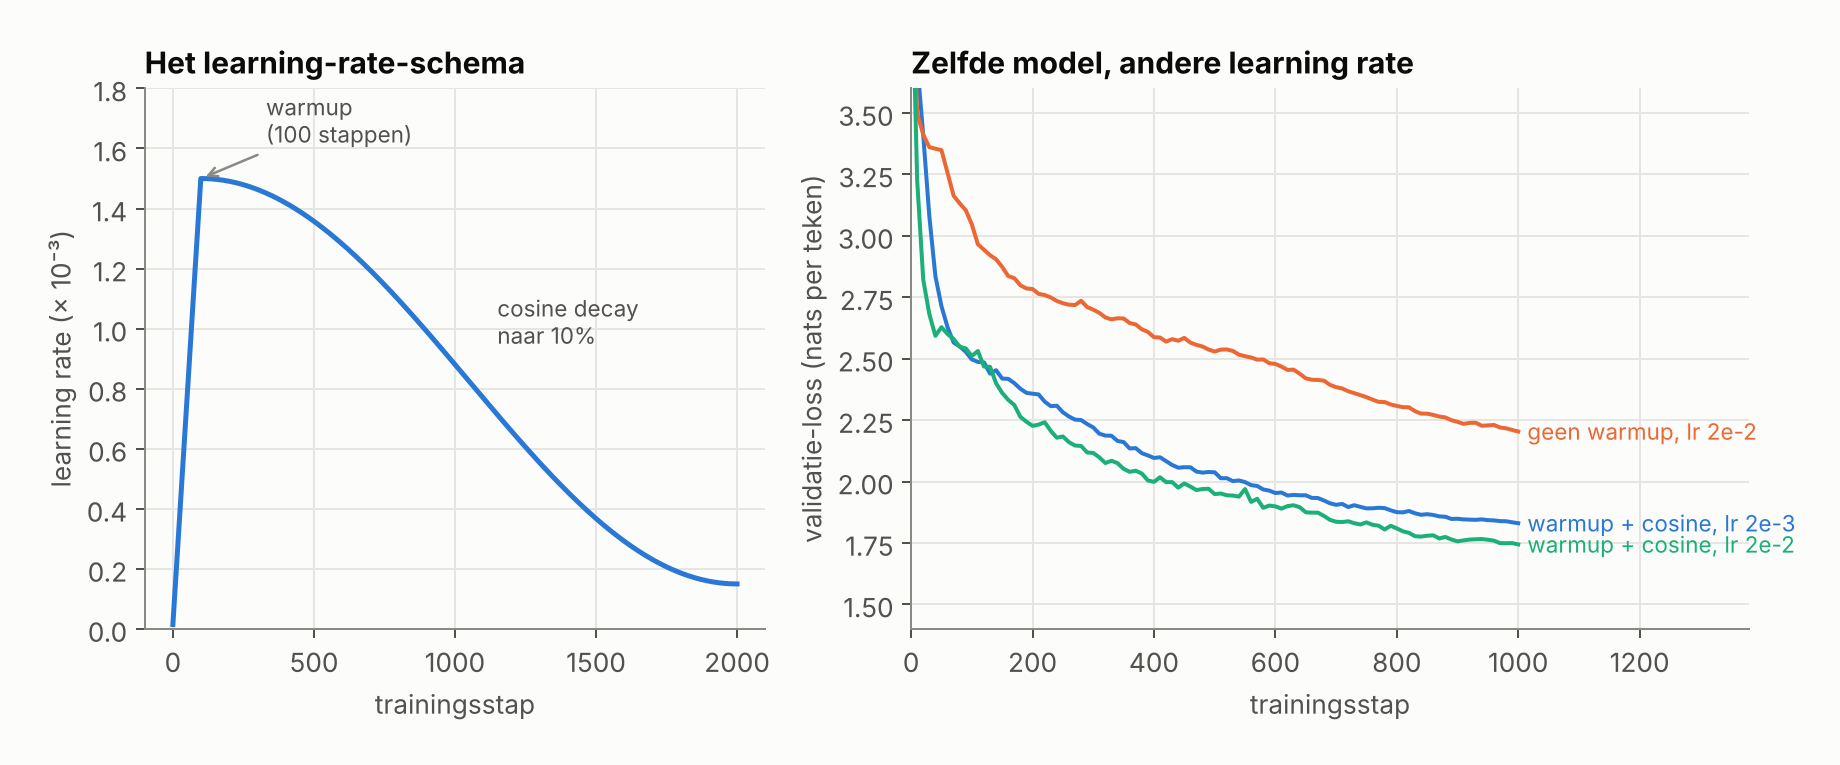 Het learning-rate-schema
1.8
1.6
1.4
1.2
1.0
0.8
0.6
0.4
0.2
0.0
learning rate (× 10⁻³)
warmup
(100 stappen)
cosine decay
naar 10%
0 500 1000 1500 2000
trainingsstap
Zelfde model, andere learning rate
3.50
3.25
3.00
2.75
2.50
2.25
2.00
1.75
1.50
validatie-loss (nats per teken)
geen warmup, lr 2e-2
warmup + cosine, lr 2e-3
warmup + cosine, lr 2e-2
0 200 400 600 800 1000 1200
trainingsstap